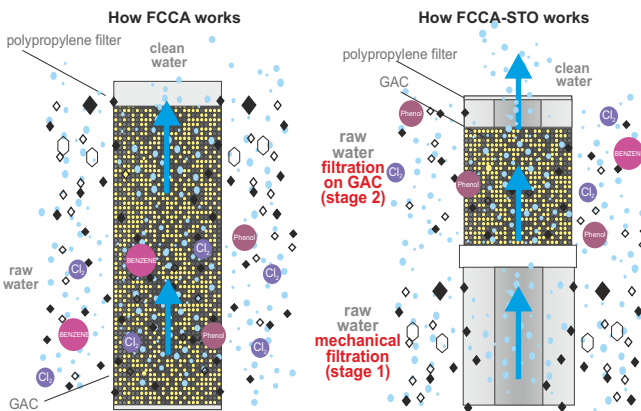 How FCCA works
polypropylene filter
clean
water
BENZENE
Cl2
Cl2
Phenol
Cl2
raw
water
BENZENE
Cl2
Phenol
Cl2
GAC
How FCCA-STO works
polypropylene filter
GAC
clean
water
Phenol
Cl2
raw
water
filtration
on GAC
(stage 2)
BENZENE
Cl2
Phenol
Cl2
Phenol
raw
water
mechanical
filtration
(stage 1)